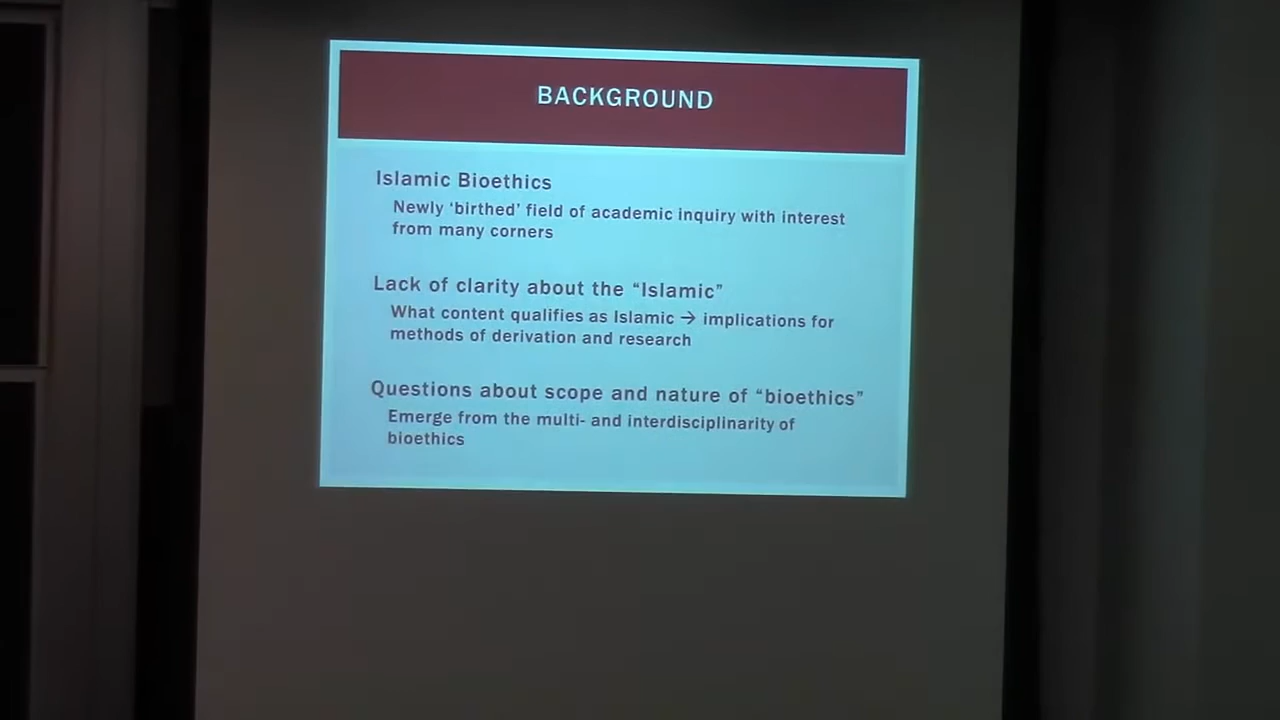 BACKGROUND
Islamic Bioethics
Newly ‘birthed’ field of academic inquiry with interest
from many corners
Lack of clarity about the “Islamic”
What content qualifies as Islamic → implications for
methods of derivation and research
Questions about scope and nature of “bioethics”
Emerge from the multi- and interdisciplinarity of
bioethics